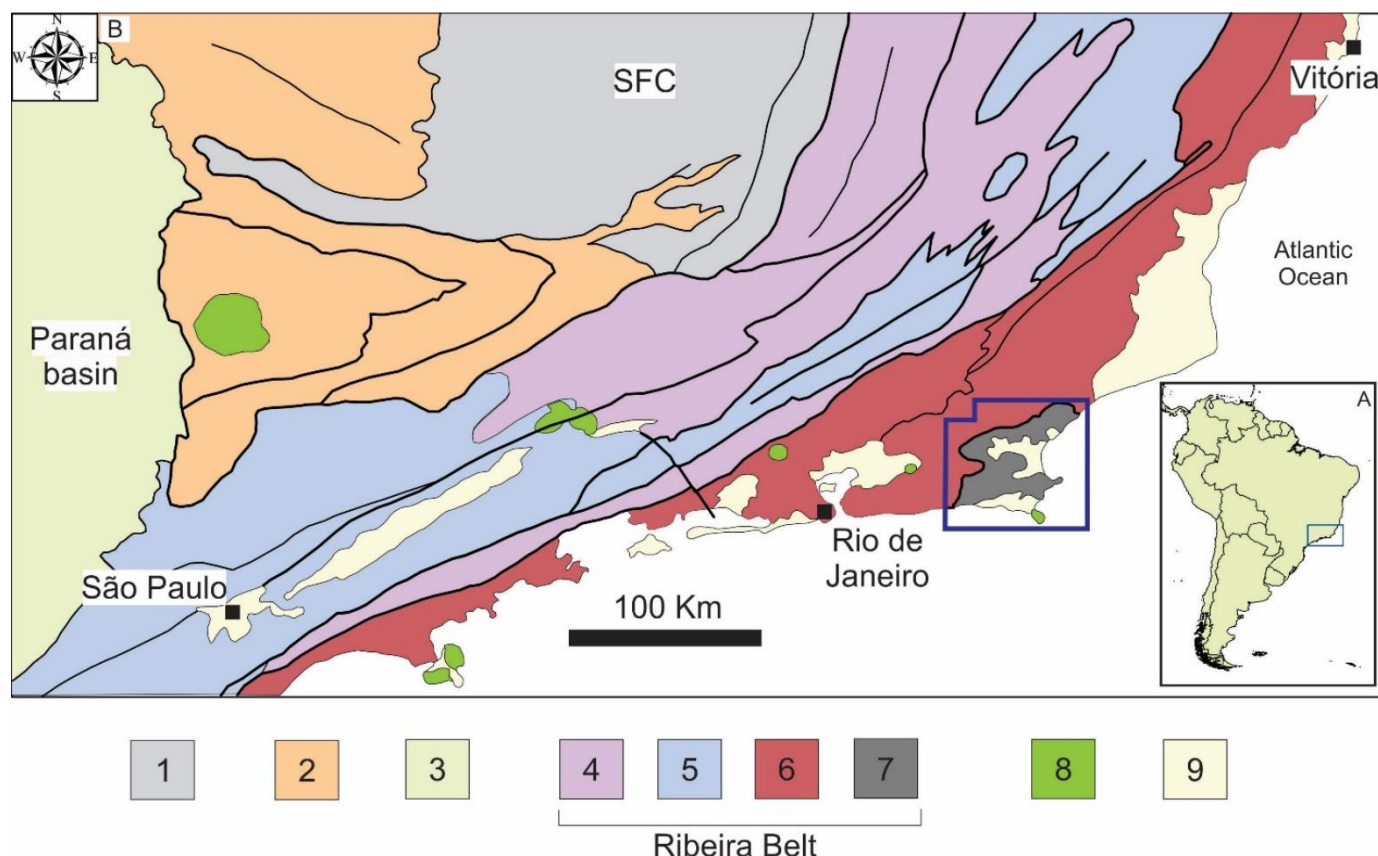 B
N
W E
S
SFC
Vitória
Atlantic
Ocean
Paraná
basin
A
Rio de
Janeiro
São Paulo
100 Km
1 2 3 4 5 6 7 8 9
Ribeira Belt